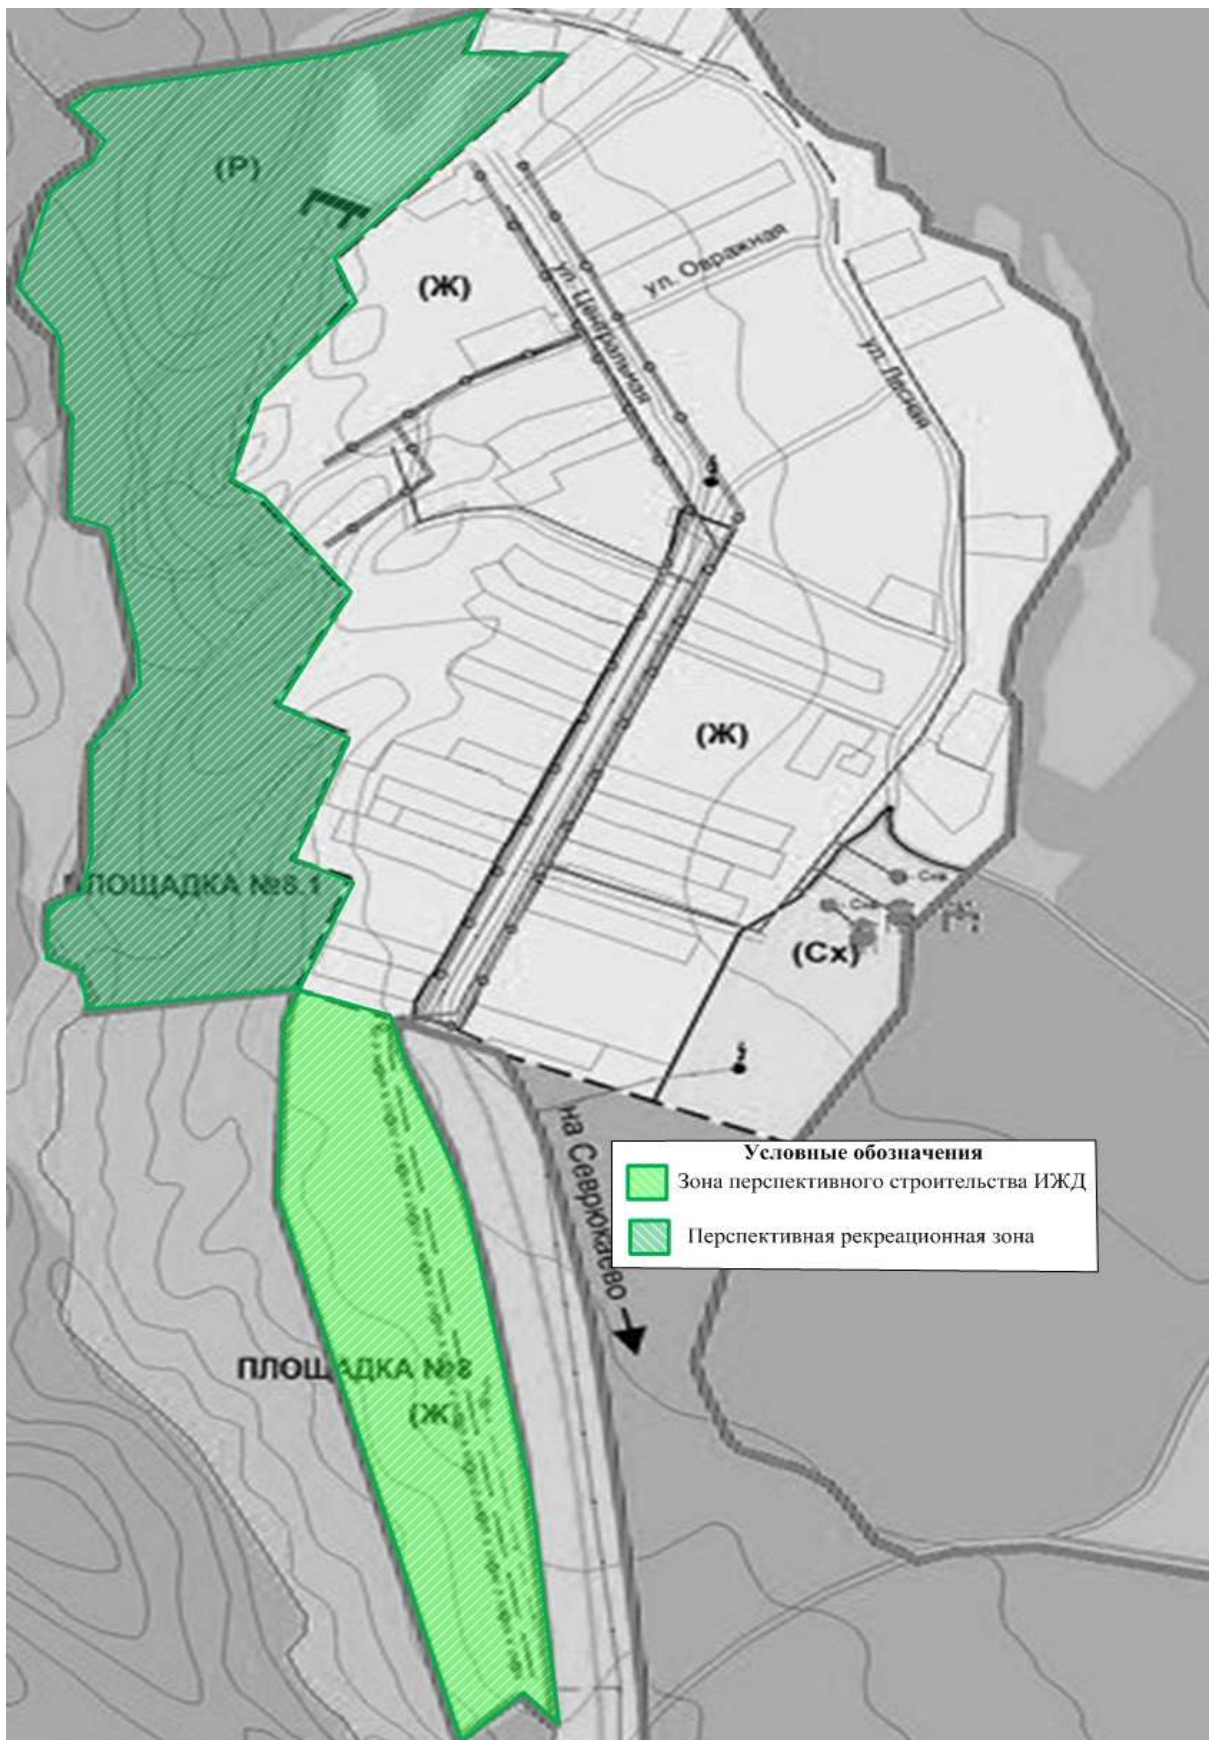 (Р)
(Ж)
ул. Центральная
ул. Овражная
ул. Лесная
(Ж)
ПЛОЩАДКА №8.1
(Сх)
на Севрюкаево
Условные обозначения
Зона перспективного строительства ИЖД
Перспективная рекреационная зона
ПЛОЩАДКА №8
(Ж)